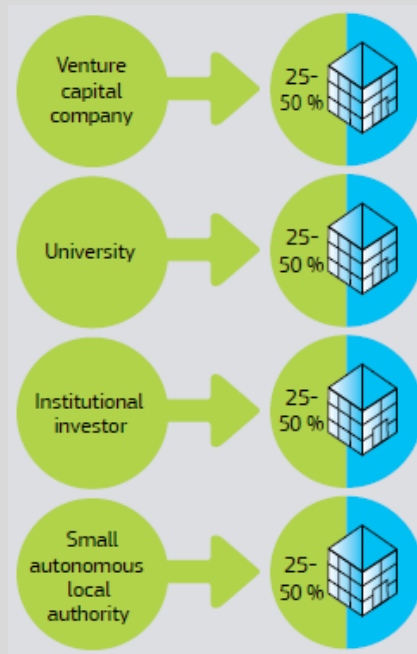 Venture
capital
company
25-
50 %
University
25-
50 %
Institutional
investor
25-
50 %
Small
autonomous
local
authority
25-
50 %